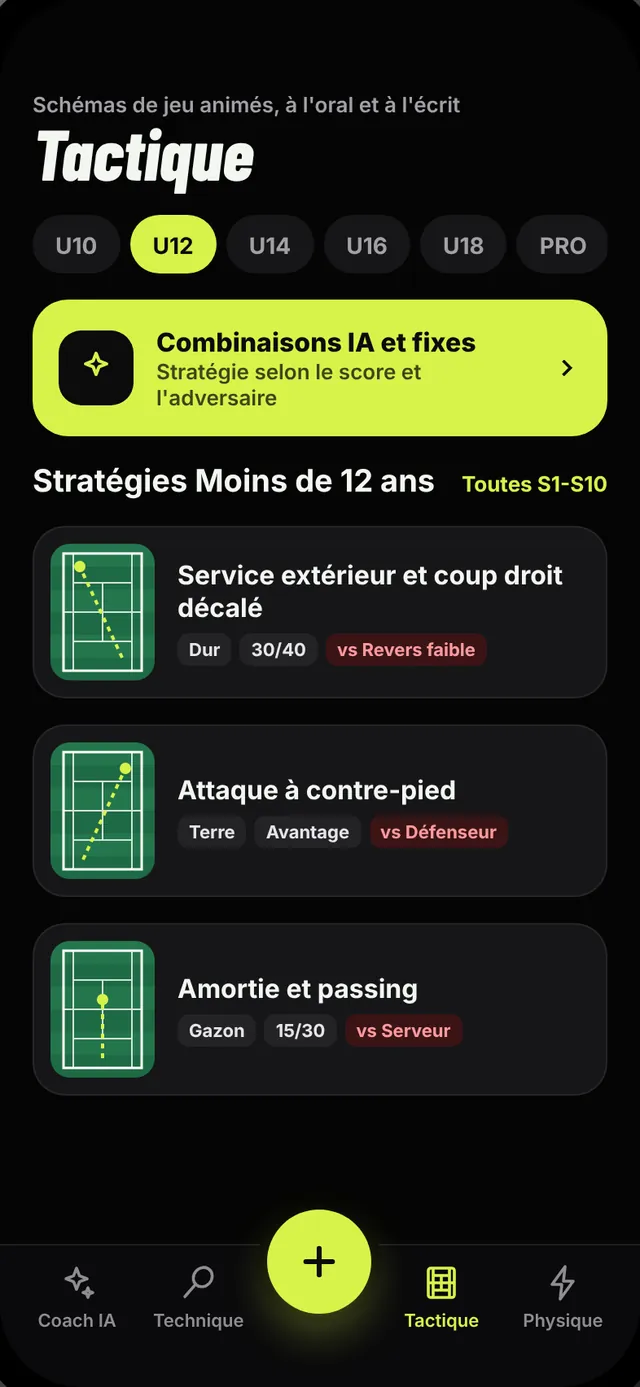 Schémas de jeu animés, à l'oral et à l'écrit
Tactique
U10 U12 U14 U16 U18 PRO
Combinaisons IA et fixes
Stratégie selon le score et
l'adversaire
Stratégies Moins de 12 ans Toutes S1-S10
Service extérieur et coup droit
décalé
Dur 30/40 vs Revers faible
Attaque à contre-pied
Terre Avantage vs Défenseur
Amortie et passing
Gazon 15/30 vs Serveur
Coach IA Technique Tactique Physique